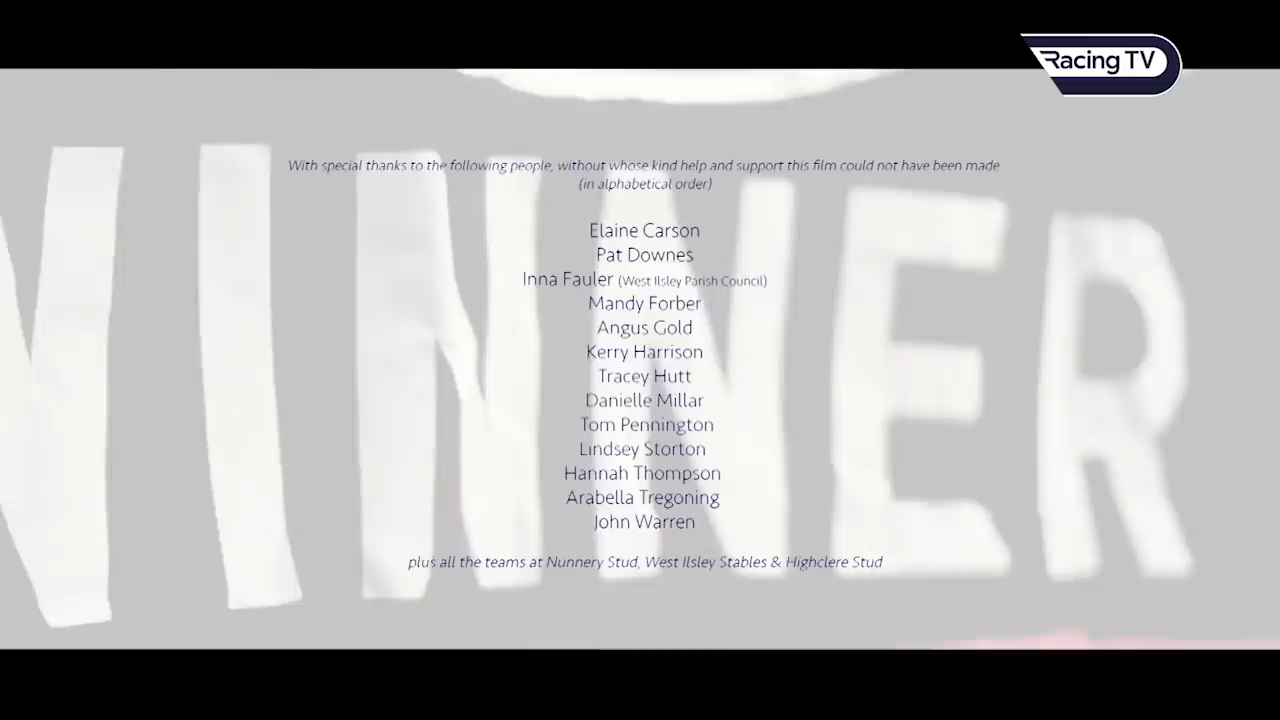 Racing TV
With special thanks to the following people, without whose kind help and support this film could not have been made
(in alphabetical order)
Elaine Carson
Pat Downes
Inna Fauler (West Ilsley Parish Council)
Mandy Forber
Angus Gold
Kerry Harrison
Tracey Hutt
Danielle Millar
Tom Pennington
Lindsey Storton
Hannah Thompson
Arabella Tregoning
John Warren
plus all the teams at Nunnery Stud, West Ilsley Stables & Highclere Stud
WINNER